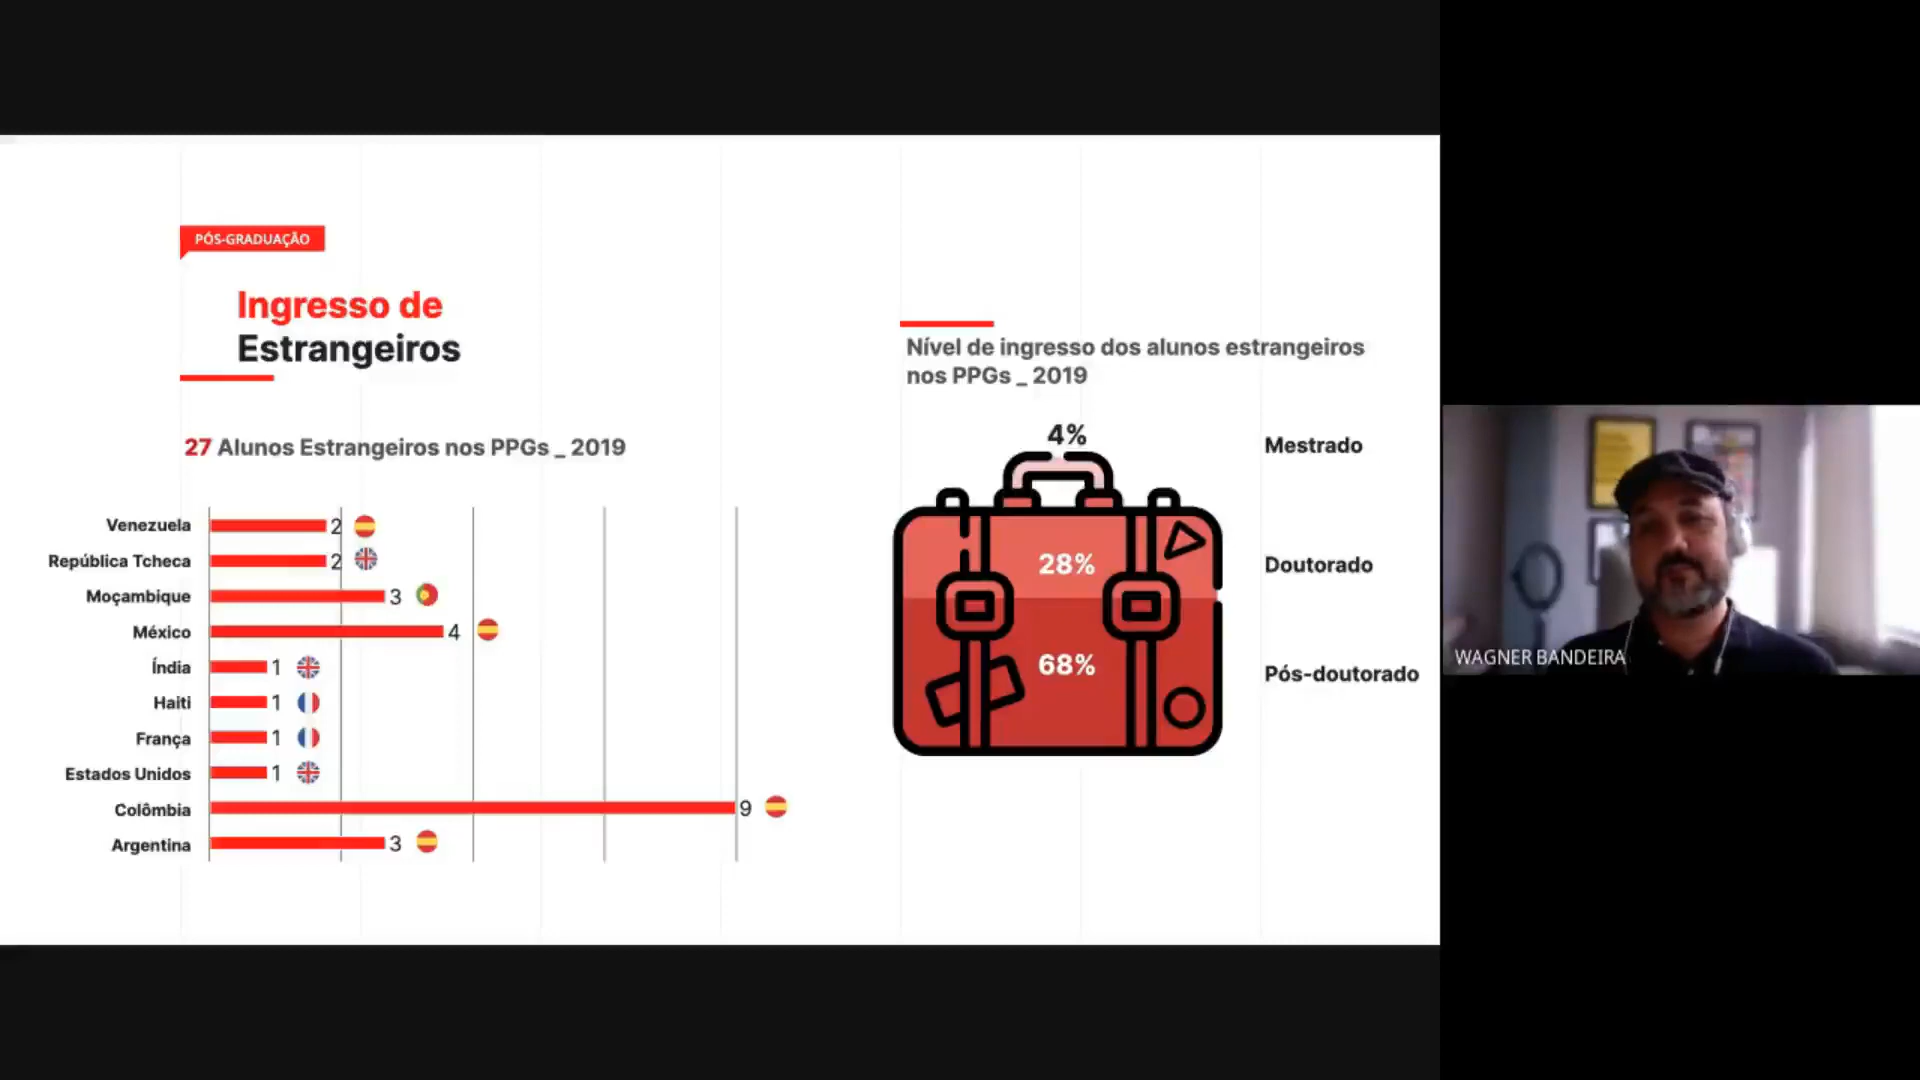 PÓS-GRADUAÇÃO
Ingresso de
Estrangeiros
27 Alunos Estrangeiros nos PPGs _ 2019
Venezuela 2
República Tcheca 2
Moçambique 3
México 4
Índia 1
Haiti 1
França 1
Estados Unidos 1
Colômbia 9
Argentina 3
Nível de ingresso dos alunos estrangeiros
nos PPGs _ 2019
4% Mestrado
28% Doutorado
68% Pós-doutorado
WAGNER BANDEIRA